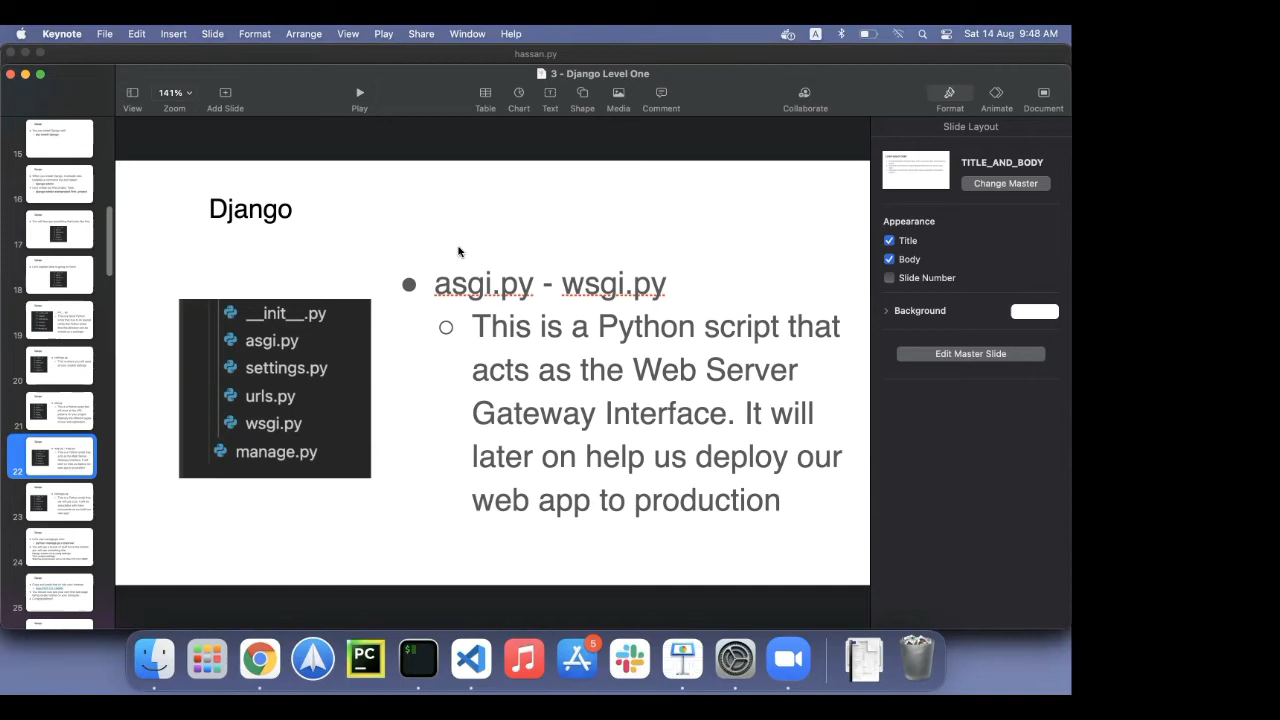 Keynote File Edit Insert Slide Format Arrange View Play Share Window Help A Sat 14 Aug 9:48 AM
hassan.py
3 - Django Level One
141%
View Zoom Add Slide Play Table Chart Text Shape Media Comment Collaborate Format Animate Document
Slide Layout
TITLE_AND_BODY
Change Master
Appearance
Title
Body
Slide Number
Background
Edit Master Slide
15
16
17
18
19
20
21
22
23
24
25
Django
__init__.py
asgi.py
settings.py
urls.py
wsgi.py
manage.py
asgi.py - wsgi.py
This is a Python script that
acts as the Web Server
Gateway Interface. It will
later on help us deploy our
web app to production
PC
$
5